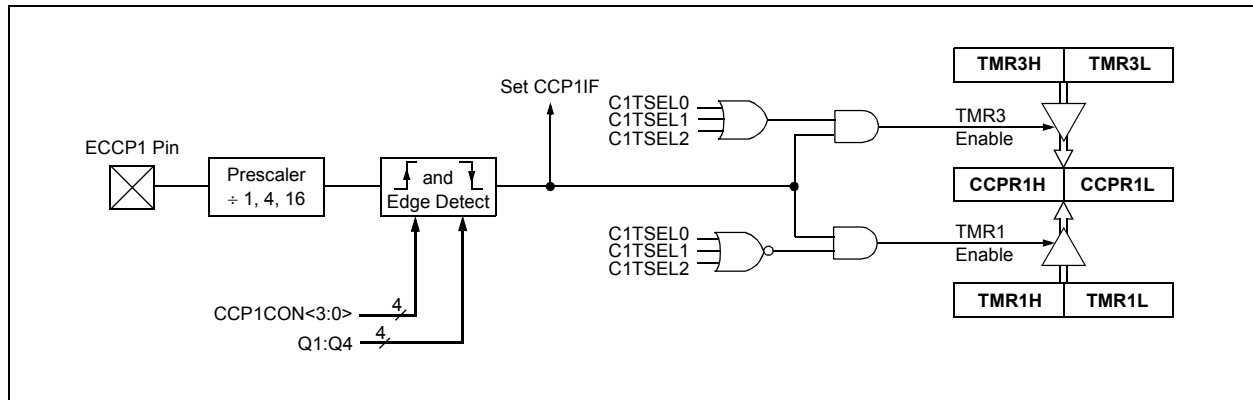 TMR3H TMR3L
Set CCP1IF
C1TSEL0
C1TSEL1
C1TSEL2
TMR3
Enable
ECCP1 Pin
Prescaler
÷ 1, 4, 16
and
Edge Detect
CCPR1H CCPR1L
C1TSEL0
C1TSEL1
C1TSEL2
TMR1
Enable
TMR1H TMR1L
4
CCP1CON<3:0>
4
Q1:Q4